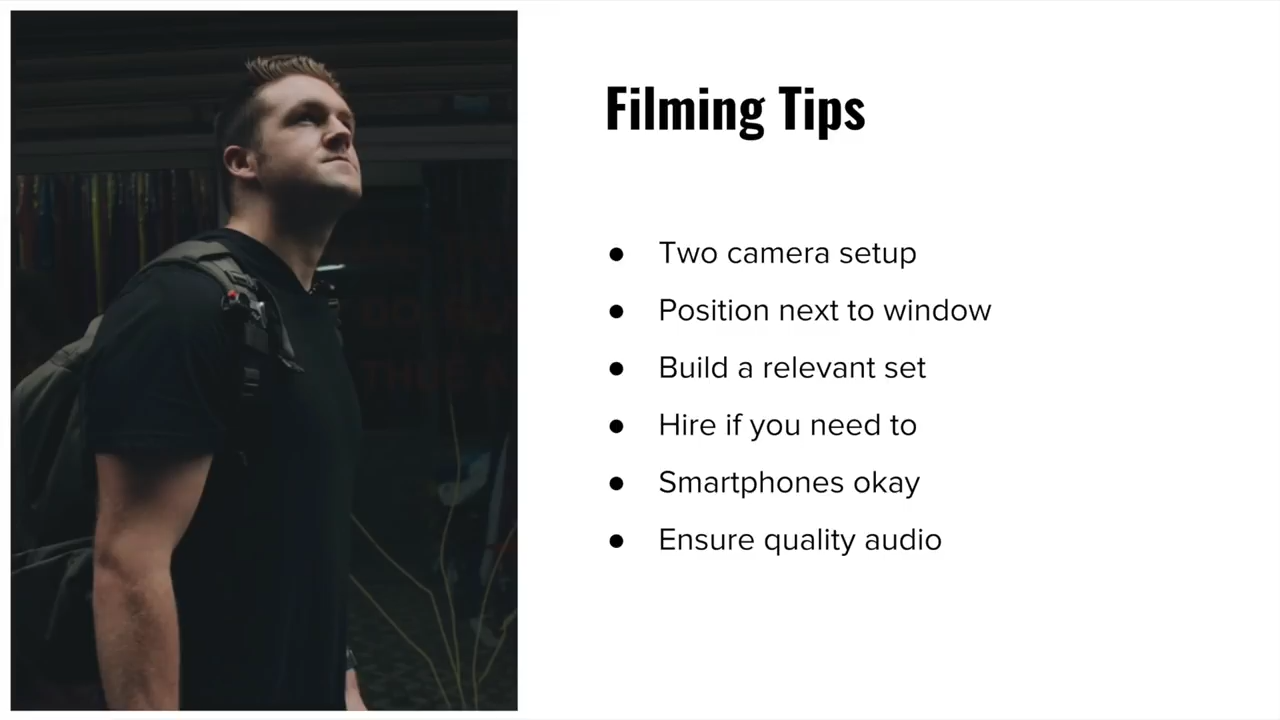 Filming Tips
● Two camera setup
● Position next to window
● Build a relevant set
● Hire if you need to
● Smartphones okay
● Ensure quality audio